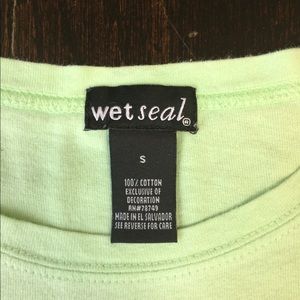 wet seal®
S
100% COTTON
EXCLUSIVE OF
DECORATION
RN#78749
MADE IN EL SALVADOR
SEE REVERSE FOR CARE